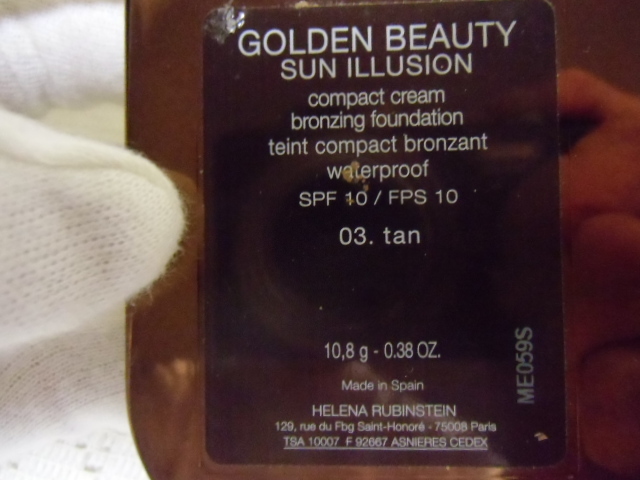 GOLDEN BEAUTY
SUN ILLUSION
compact cream
bronzing foundation
teint compact bronzant
waterproof
SPF 10 / FPS 10
03. tan
10,8 g - 0.38 OZ.
Made in Spain
ME059S
HELENA RUBINSTEIN
129, rue du Fbg Saint-Honoré - 75008 Paris
TSA 10007 F 92667 ASNIERES CEDEX